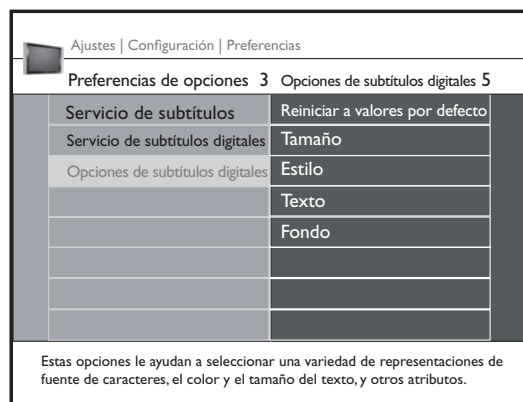 Ajustes | Configuración | Preferencias
Preferencias de opciones 3 Opciones de subtítulos digitales 5
Servicio de subtítulos Reiniciar a valores por defecto
Servicio de subtítulos digitales Tamaño
Opciones de subtítulos digitales Estilo
Texto
Fondo
Estas opciones le ayudan a seleccionar una variedad de representaciones de
fuente de caracteres, el color y el tamaño del texto, y otros atributos.